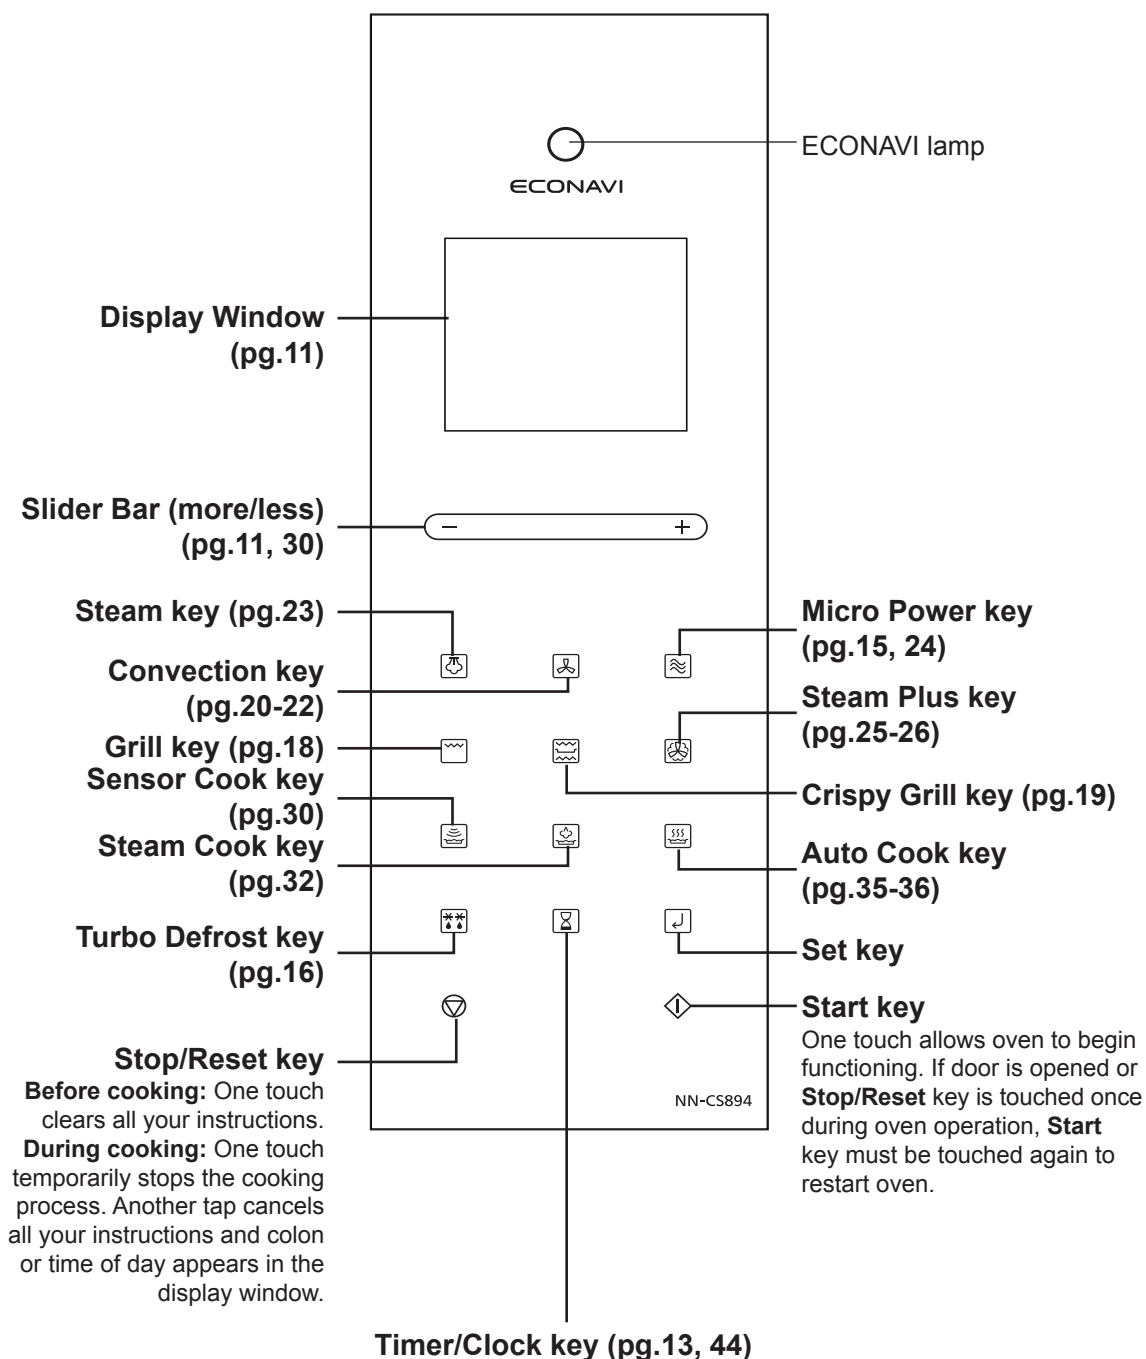 ECONAVI lamp
ECONAVI
Display Window
(pg.11)
Slider Bar (more/less)
(pg.11, 30)
− +
Steam key (pg.23)
Convection key
(pg.20-22)
Grill key (pg.18)
Sensor Cook key
(pg.30)
Steam Cook key
(pg.32)
Turbo Defrost key
(pg.16)
Stop/Reset key
Before cooking: One touch
clears all your instructions.
During cooking: One touch
temporarily stops the cooking
process. Another tap cancels
all your instructions and colon
or time of day appears in the
display window.
Micro Power key
(pg.15, 24)
Steam Plus key
(pg.25-26)
Crispy Grill key (pg.19)
Auto Cook key
(pg.35-36)
Set key
Start key
One touch allows oven to begin
functioning. If door is opened or
Stop/Reset key is touched once
during oven operation, Start
key must be touched again to
restart oven.
NN-CS894
Timer/Clock key (pg.13, 44)